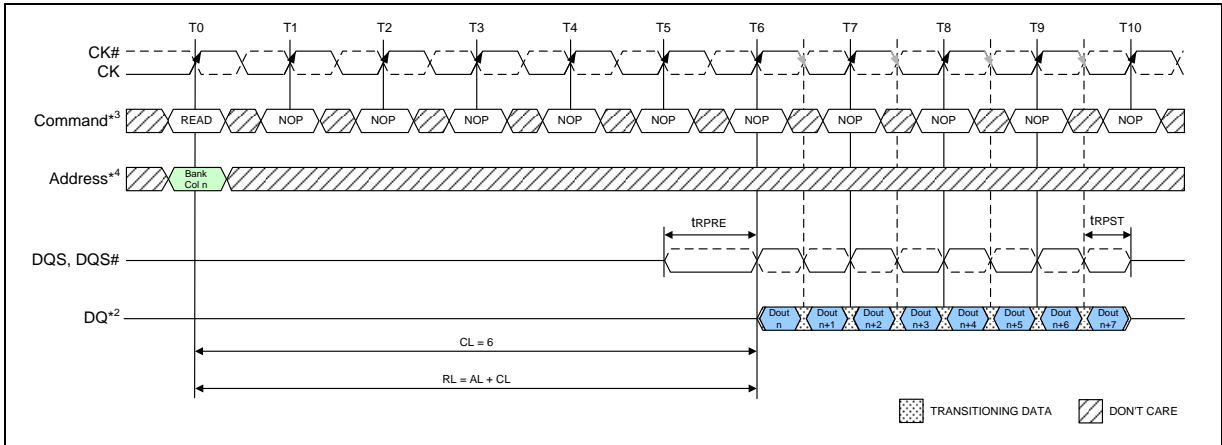 T0 T1 T2 T3 T4 T5 T6 T7 T8 T9 T10
CK#
CK
Command*3 READ NOP NOP NOP NOP NOP NOP NOP NOP NOP NOP
Address*4 Bank
Col n
tRPRE tRPST
DQS, DQS#
DQ*2 Dout Dout Dout Dout Dout Dout Dout Dout
n n+1 n+2 n+3 n+4 n+5 n+6 n+7
CL = 6
RL = AL + CL
TRANSITIONING DATA DON'T CARE